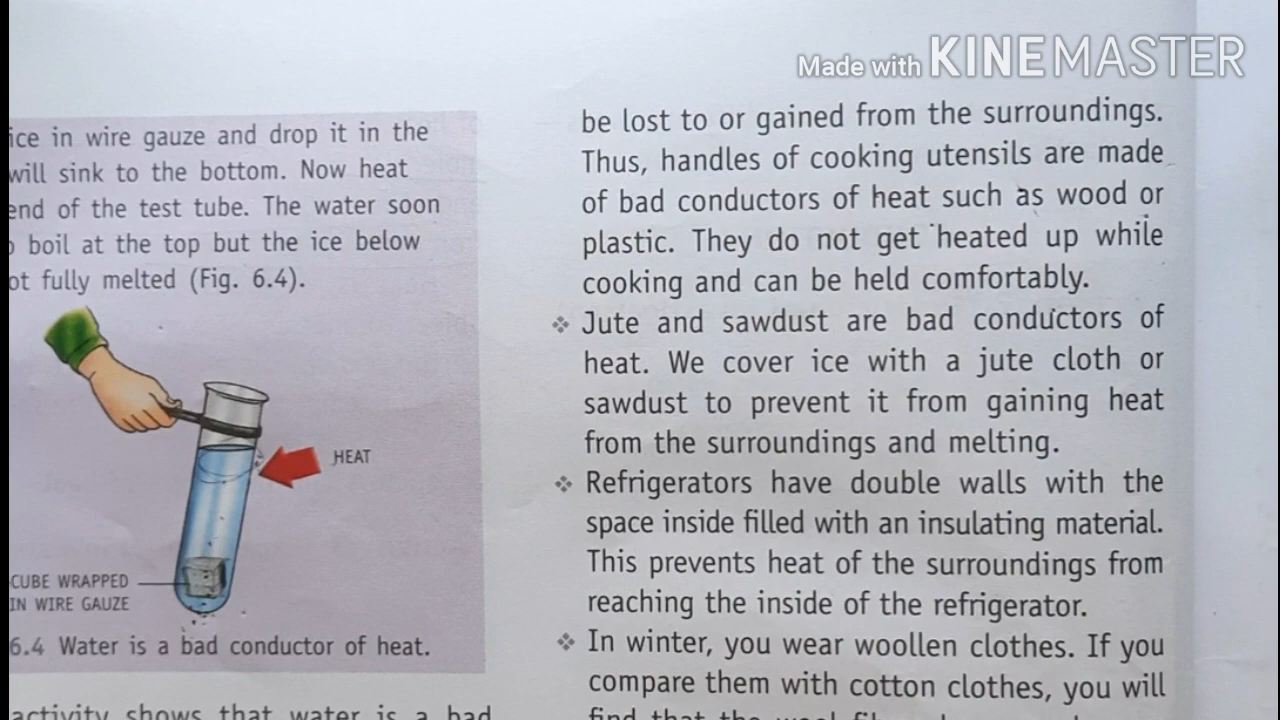 Made with KINEMASTER
ice in wire gauze and drop it in the
will sink to the bottom. Now heat
end of the test tube. The water soon
boil at the top but the ice below
fully melted (Fig. 6.4).
HEAT
CUBE WRAPPED
IN WIRE GAUZE
6.4 Water is a bad conductor of heat.
activity shows that water is a bad
be lost to or gained from the surroundings.
Thus, handles of cooking utensils are made
of bad conductors of heat such as wood or
plastic. They do not get heated up while
cooking and can be held comfortably.
❖ Jute and sawdust are bad conductors of
heat. We cover ice with a jute cloth or
sawdust to prevent it from gaining heat
from the surroundings and melting.
❖ Refrigerators have double walls with the
space inside filled with an insulating material.
This prevents heat of the surroundings from
reaching the inside of the refrigerator.
❖ In winter, you wear woollen clothes. If you
compare them with cotton clothes, you will
find that the wool